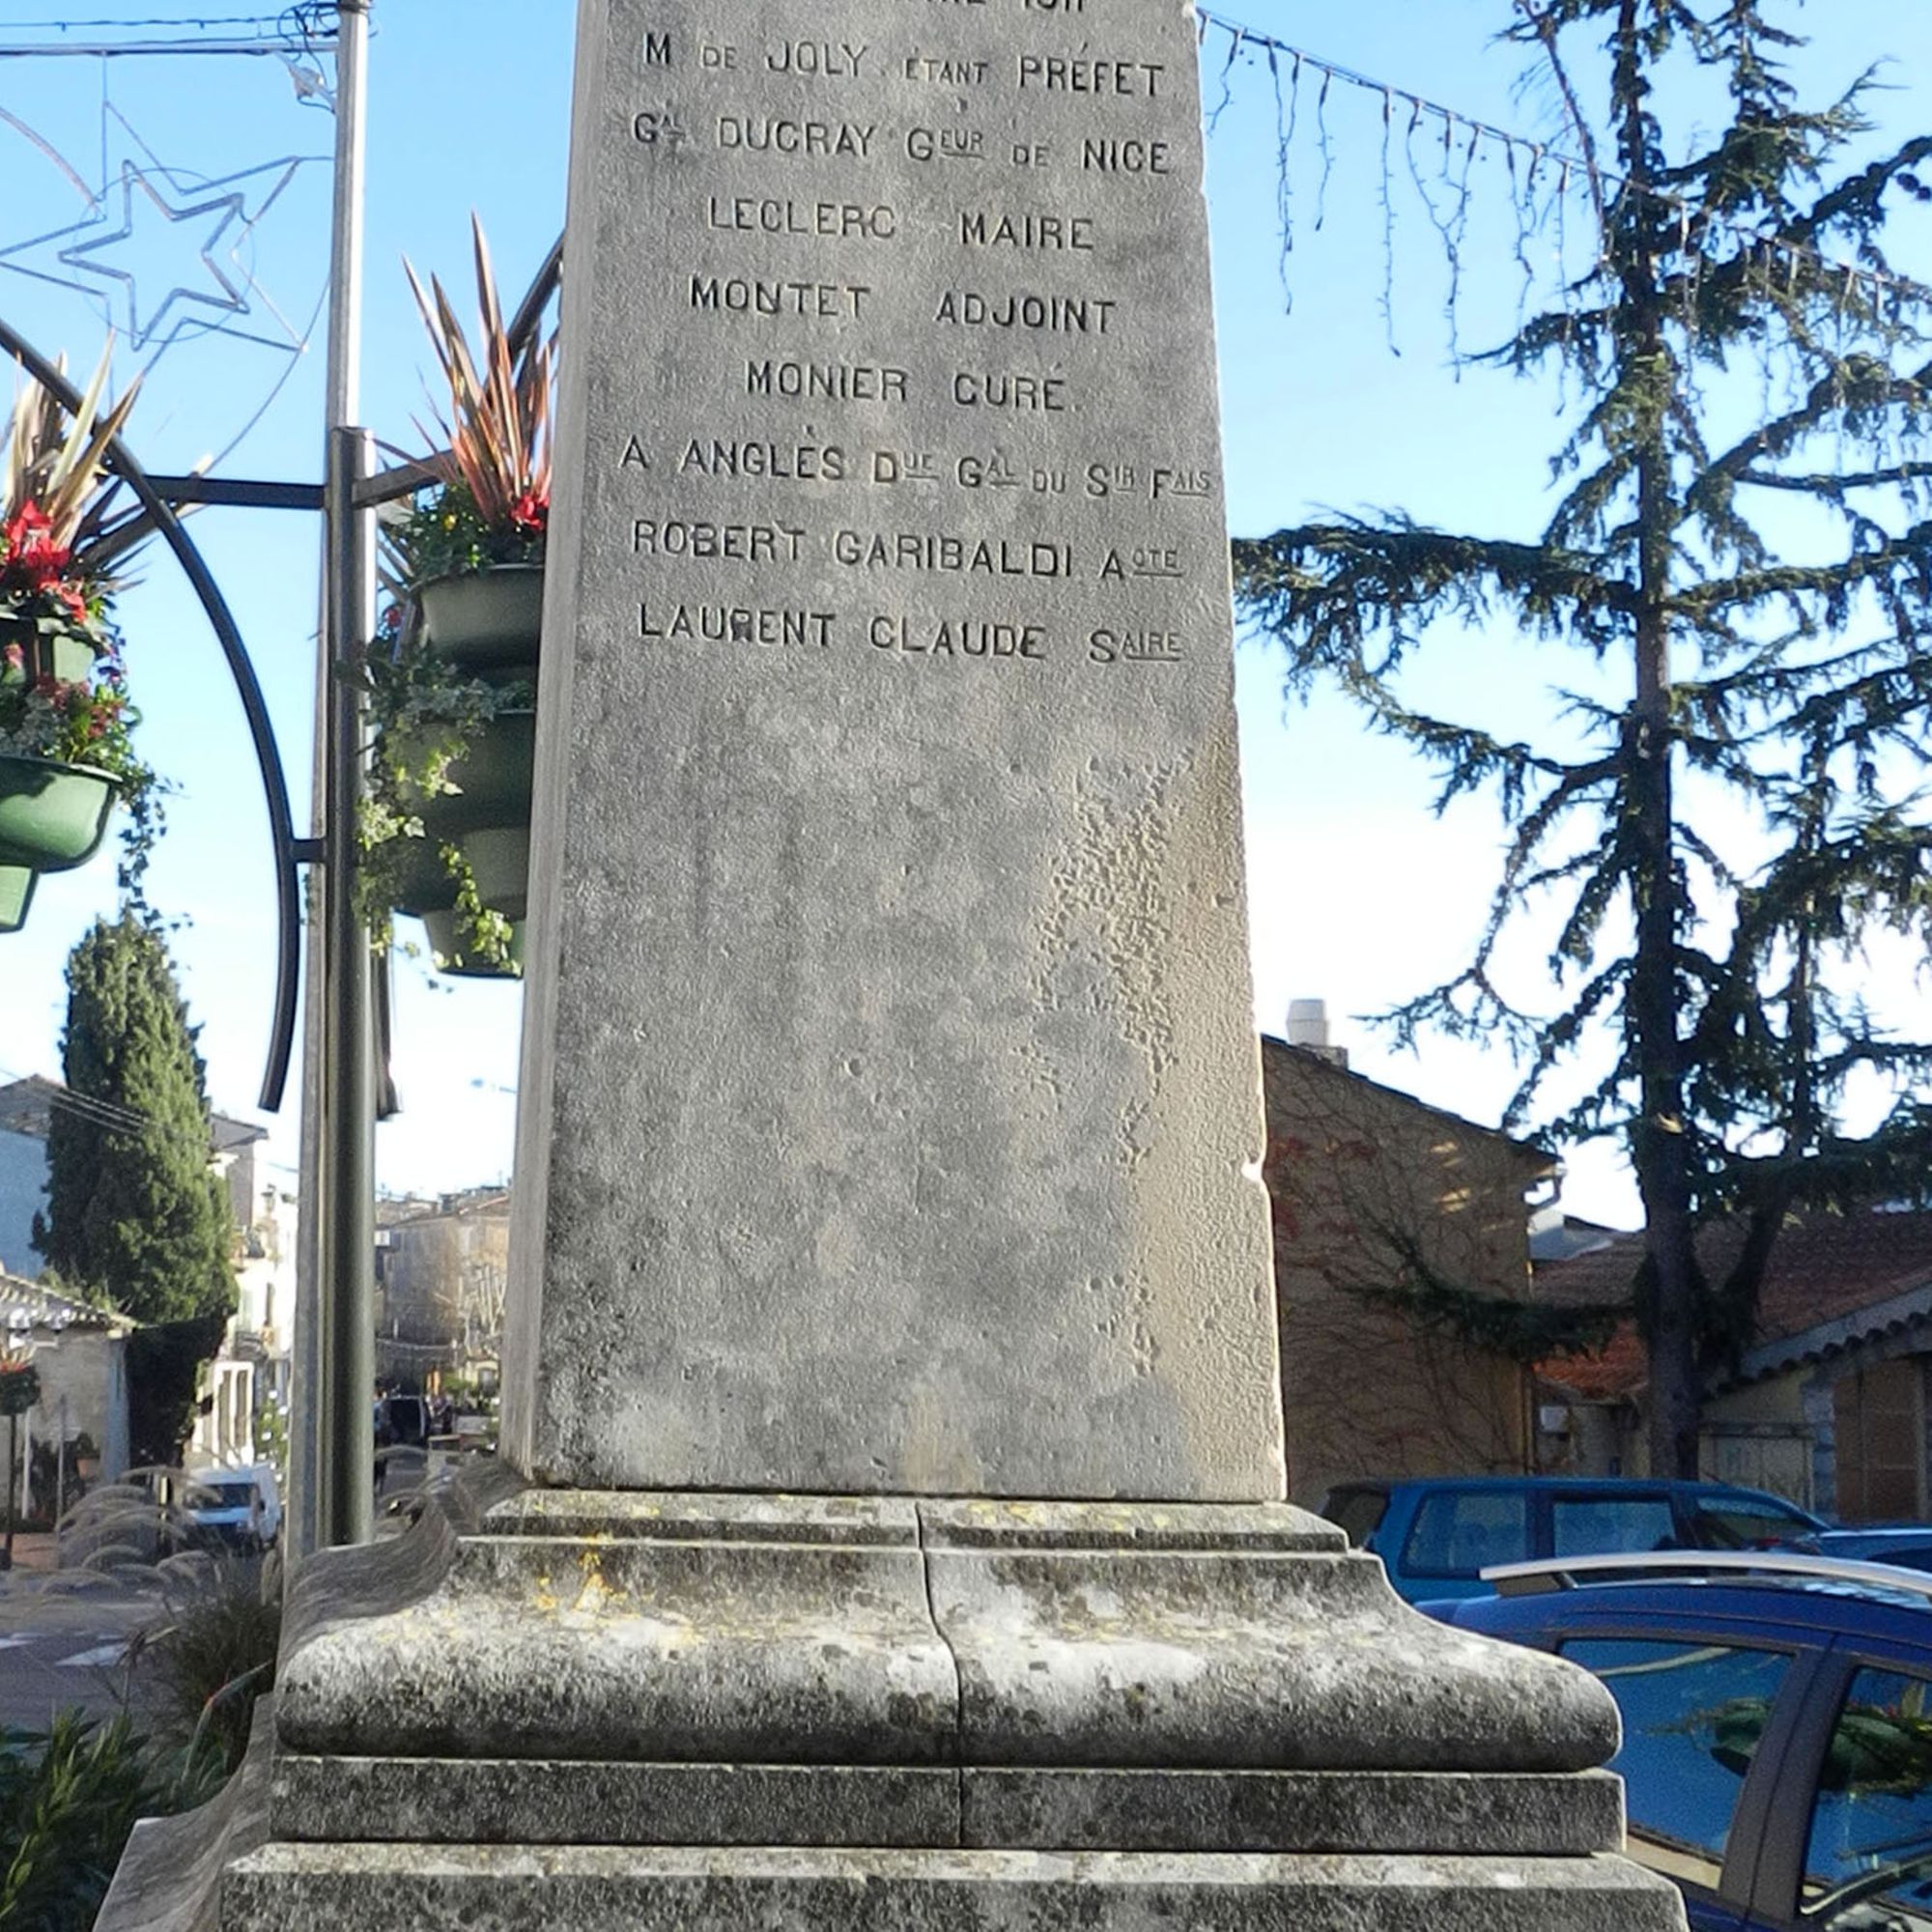 M DE JOLY ÉTANT PRÉFET
GAL DUCRAY GEUR DE NICE
LECLERC MAIRE
MONTET ADJOINT
MONIER CURÉ.
A ANGLÈS DUE GAL DU SIR FAIS
ROBERT GARIBALDI AOTE
LAURENT CLAUDE SAIRE